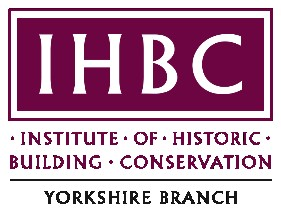 IHBC
· INSTITUTE · OF · HISTORIC ·
BUILDING · CONSERVATION
YORKSHIRE BRANCH